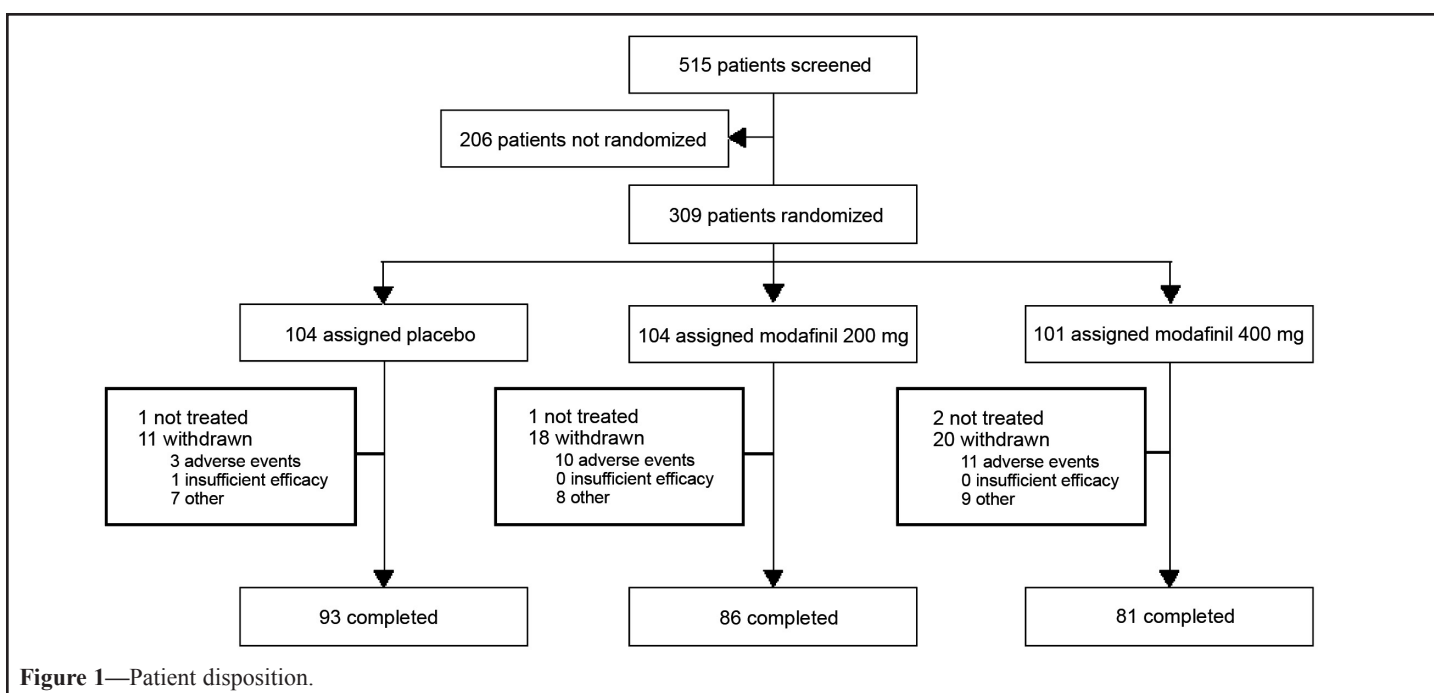 515 patients screened
206 patients not randomized
309 patients randomized
104 assigned placebo
104 assigned modafinil 200 mg
101 assigned modafinil 400 mg
1 not treated
11 withdrawn
3 adverse events
1 insufficient efficacy
7 other
1 not treated
18 withdrawn
10 adverse events
0 insufficient efficacy
8 other
2 not treated
20 withdrawn
11 adverse events
0 insufficient efficacy
9 other
93 completed
86 completed
81 completed
Figure 1—Patient disposition.